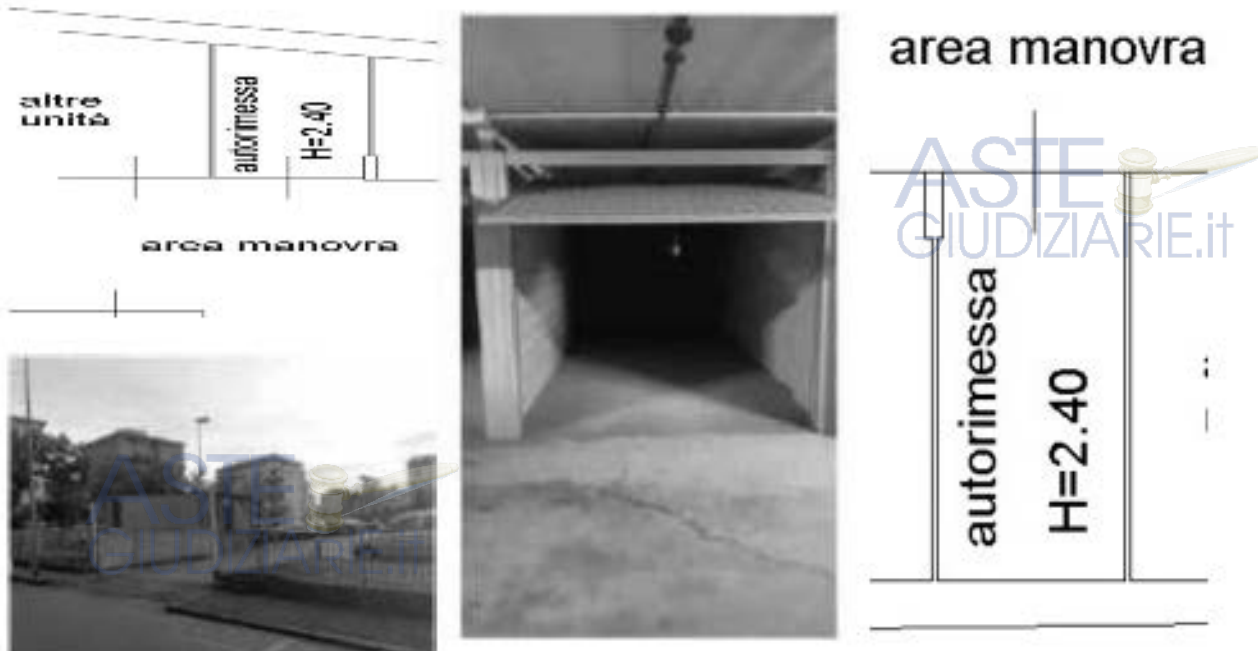 altre
unità
autorimessa
H=2.40
area manovra
ASTE
GIUDIZIARIE.it
area manovra
ASTE
GIUDIZIARIE.it
autorimessa
H=2.40